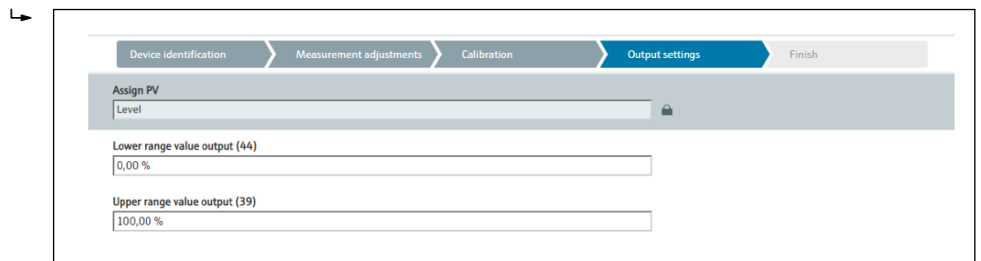 Device identification Measurement adjustments Calibration Output settings Finish
Assign PV
Level
Lower range value output (44)
0,00 %
Upper range value output (39)
100,00 %